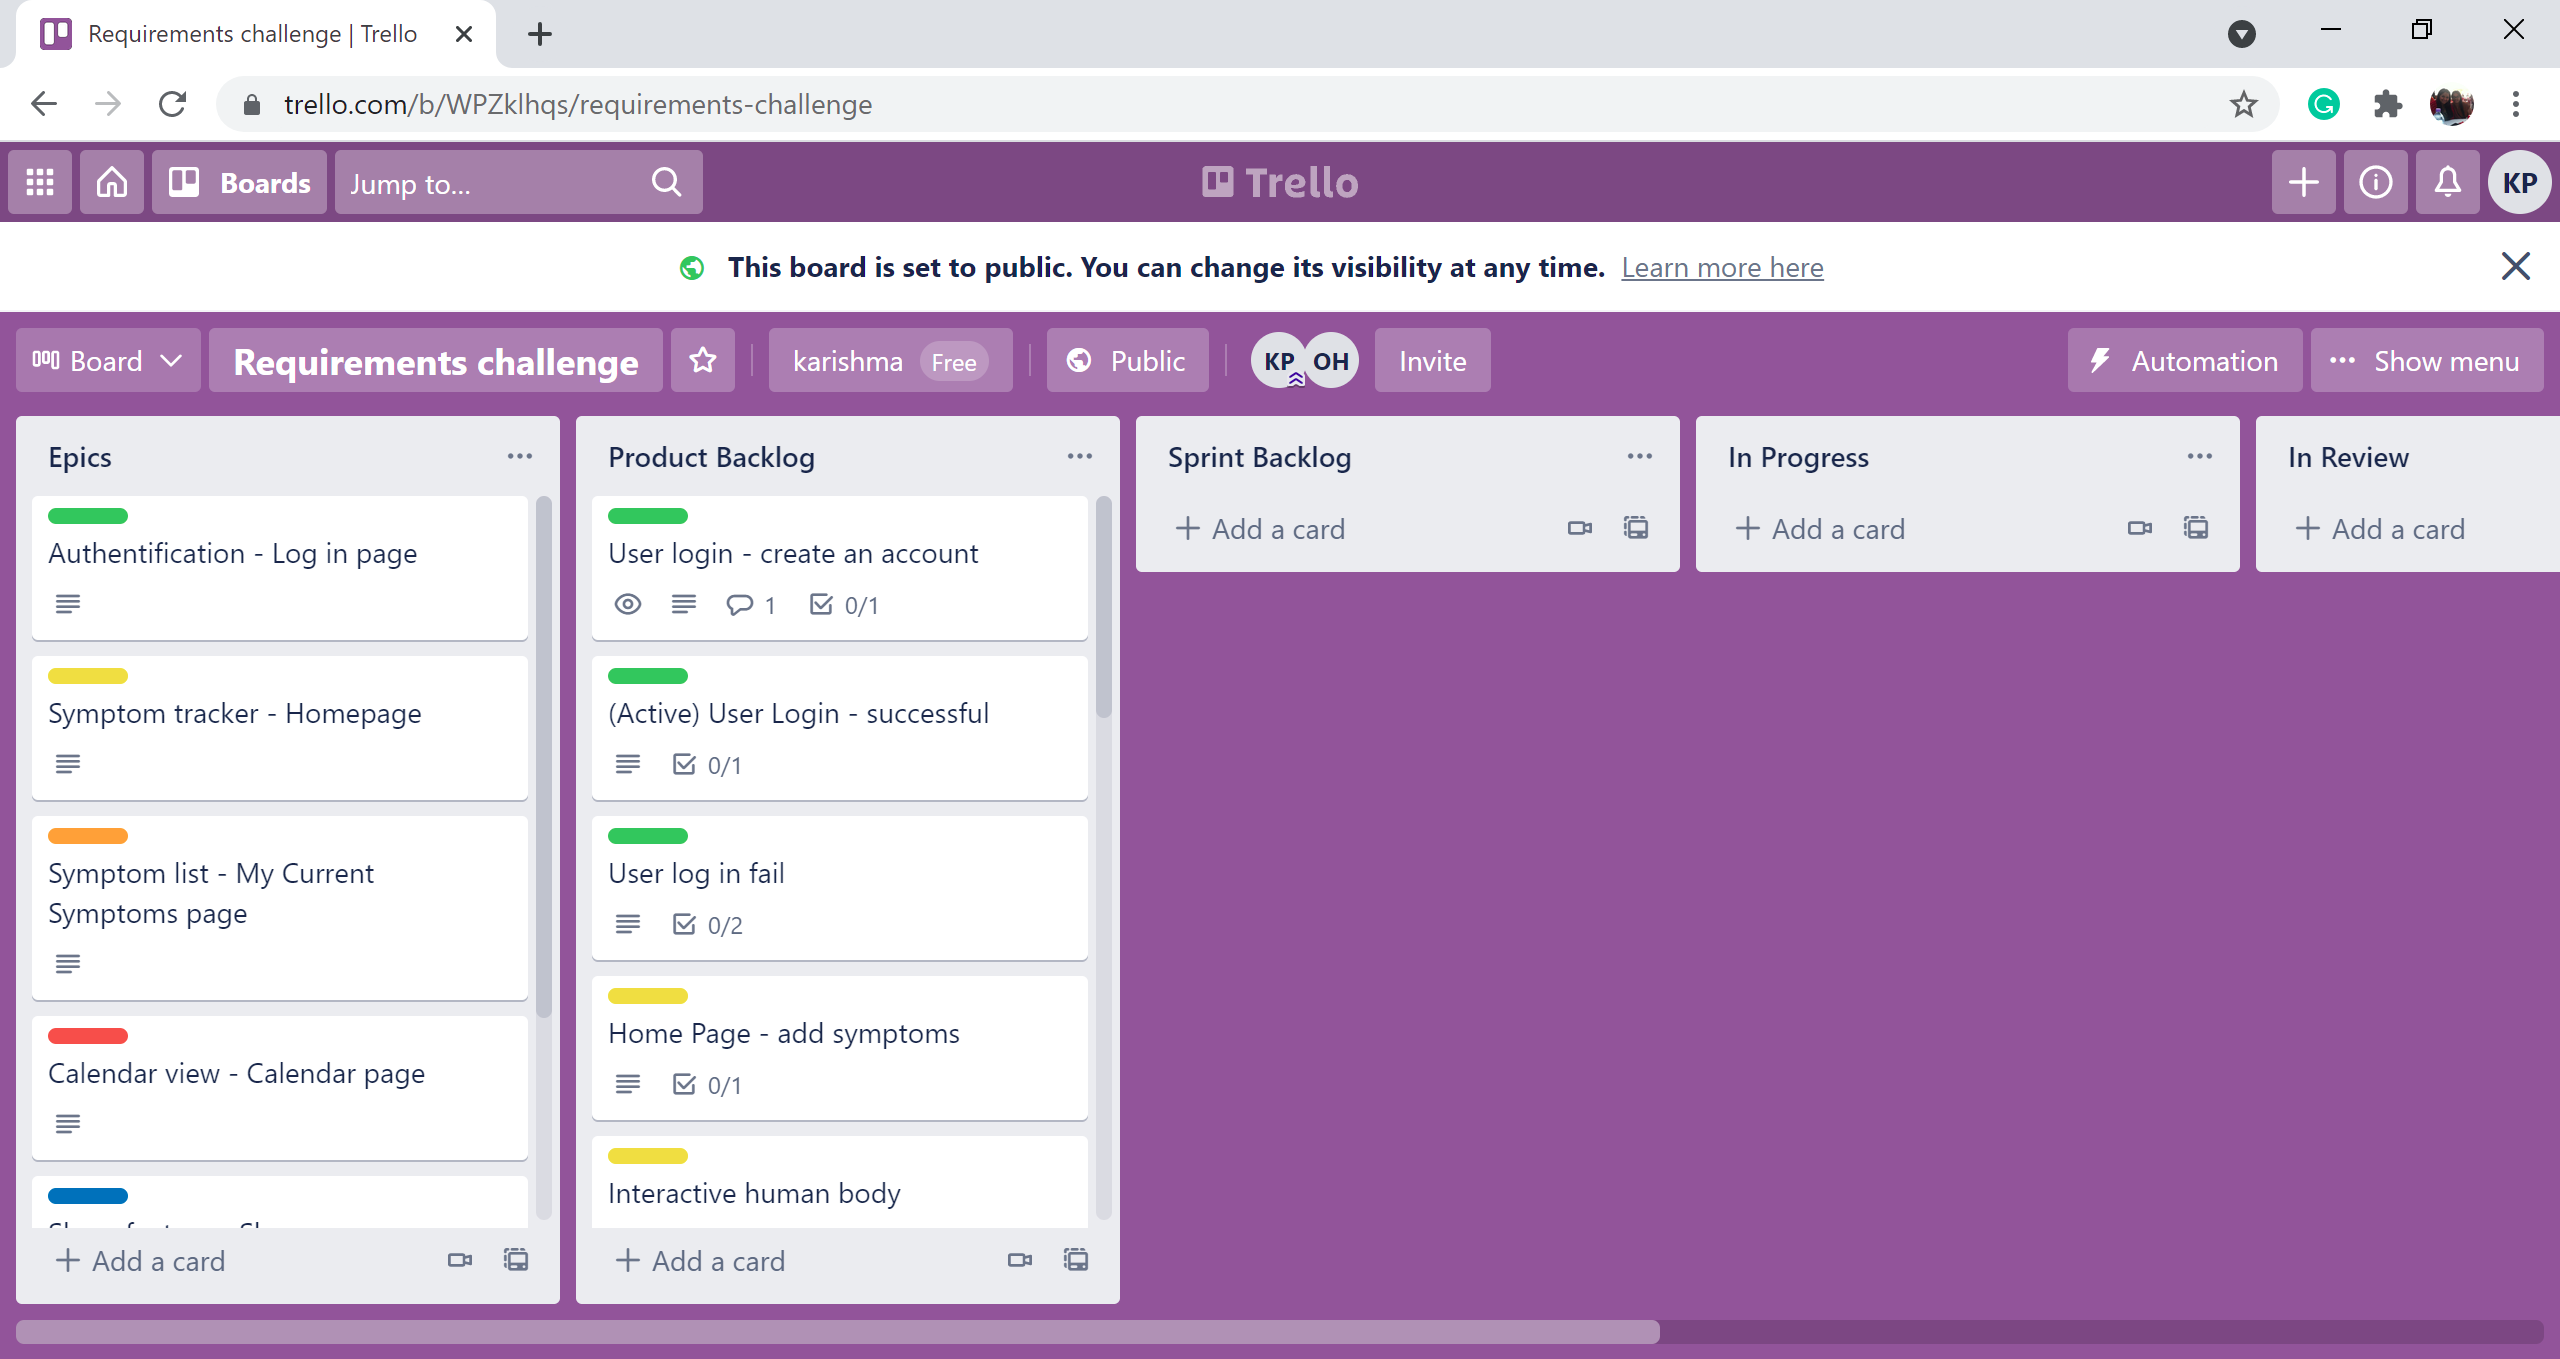 Requirements challenge | Trello
trello.com/b/WPZklhqs/requirements-challenge
Boards
Jump to...
Trello
KP
This board is set to public. You can change its visibility at any time. Learn more here
Board
Requirements challenge
karishma Free
Public
KP OH
Invite
Automation
Show menu
Epics
Authentification - Log in page
Symptom tracker - Homepage
Symptom list - My Current
Symptoms page
Calendar view - Calendar page
Add a card
Product Backlog
User login - create an account
1 0/1
(Active) User Login - successful
0/1
User log in fail
0/2
Home Page - add symptoms
0/1
Interactive human body
Add a card
Sprint Backlog
Add a card
In Progress
Add a card
In Review
Add a card